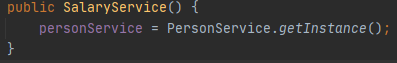 public SalaryService() {
    personService = PersonService.getInstance();
}